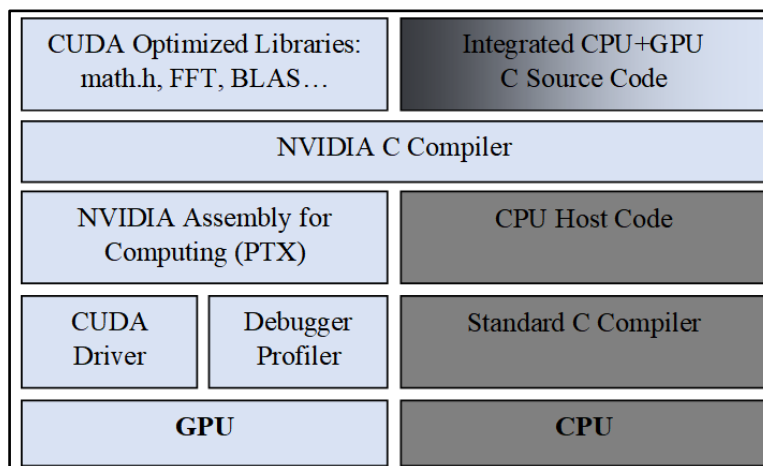 CUDA Optimized Libraries:
math.h, FFT, BLAS…
Integrated CPU+GPU
C Source Code
NVIDIA C Compiler
NVIDIA Assembly for
Computing (PTX)
CPU Host Code
CUDA
Driver
Debugger
Profiler
Standard C Compiler
GPU
CPU